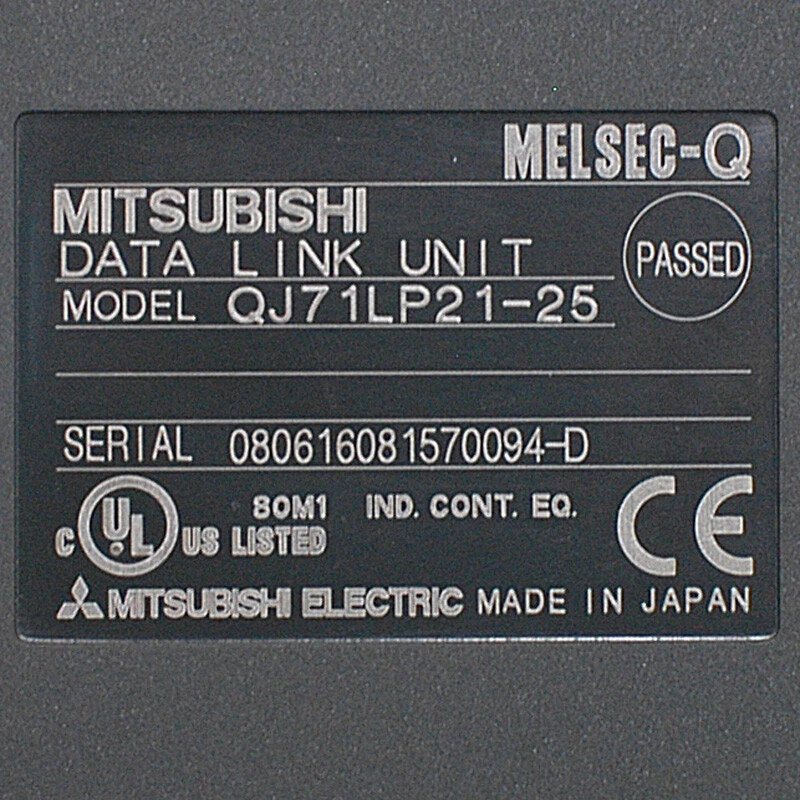 MELSEC-Q
MITSUBISHI
DATA LINK UNIT
PASSED
MODEL QJ71LP21-25
SERIAL 080616081570094-D
C UL US LISTED
80M1 IND. CONT. EQ.
CE
MITSUBISHI ELECTRIC MADE IN JAPAN